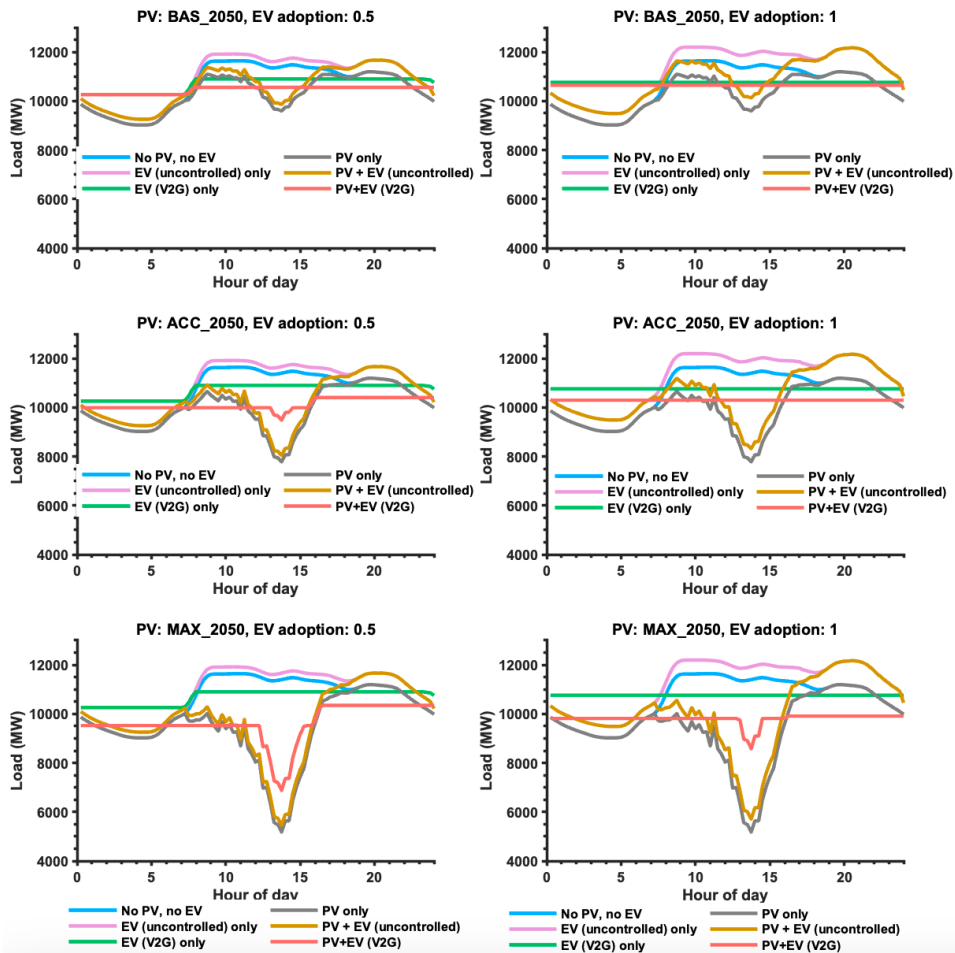 PV: BAS_2050, EV adoption: 0.5
12000
10000
8000
6000
4000
Load (MW)
No PV, no EV
PV only
EV (uncontrolled) only
PV + EV (uncontrolled)
EV (V2G) only
PV+EV (V2G)
0 5 10 15 20
Hour of day
PV: BAS_2050, EV adoption: 1
12000
10000
8000
6000
4000
Load (MW)
No PV, no EV
PV only
EV (uncontrolled) only
PV + EV (uncontrolled)
EV (V2G) only
PV+EV (V2G)
0 5 10 15 20
Hour of day
PV: ACC_2050, EV adoption: 0.5
12000
10000
8000
6000
4000
Load (MW)
No PV, no EV
PV only
EV (uncontrolled) only
PV + EV (uncontrolled)
EV (V2G) only
PV+EV (V2G)
0 5 10 15 20
Hour of day
PV: ACC_2050, EV adoption: 1
12000
10000
8000
6000
4000
Load (MW)
No PV, no EV
PV only
EV (uncontrolled) only
PV + EV (uncontrolled)
EV (V2G) only
PV+EV (V2G)
0 5 10 15 20
Hour of day
PV: MAX_2050, EV adoption: 0.5
12000
10000
8000
6000
4000
Load (MW)
0 5 10 15 20
Hour of day
No PV, no EV
PV only
EV (uncontrolled) only
PV + EV (uncontrolled)
EV (V2G) only
PV+EV (V2G)
PV: MAX_2050, EV adoption: 1
12000
10000
8000
6000
4000
Load (MW)
0 5 10 15 20
Hour of day
No PV, no EV
PV only
EV (uncontrolled) only
PV + EV (uncontrolled)
EV (V2G) only
PV+EV (V2G)